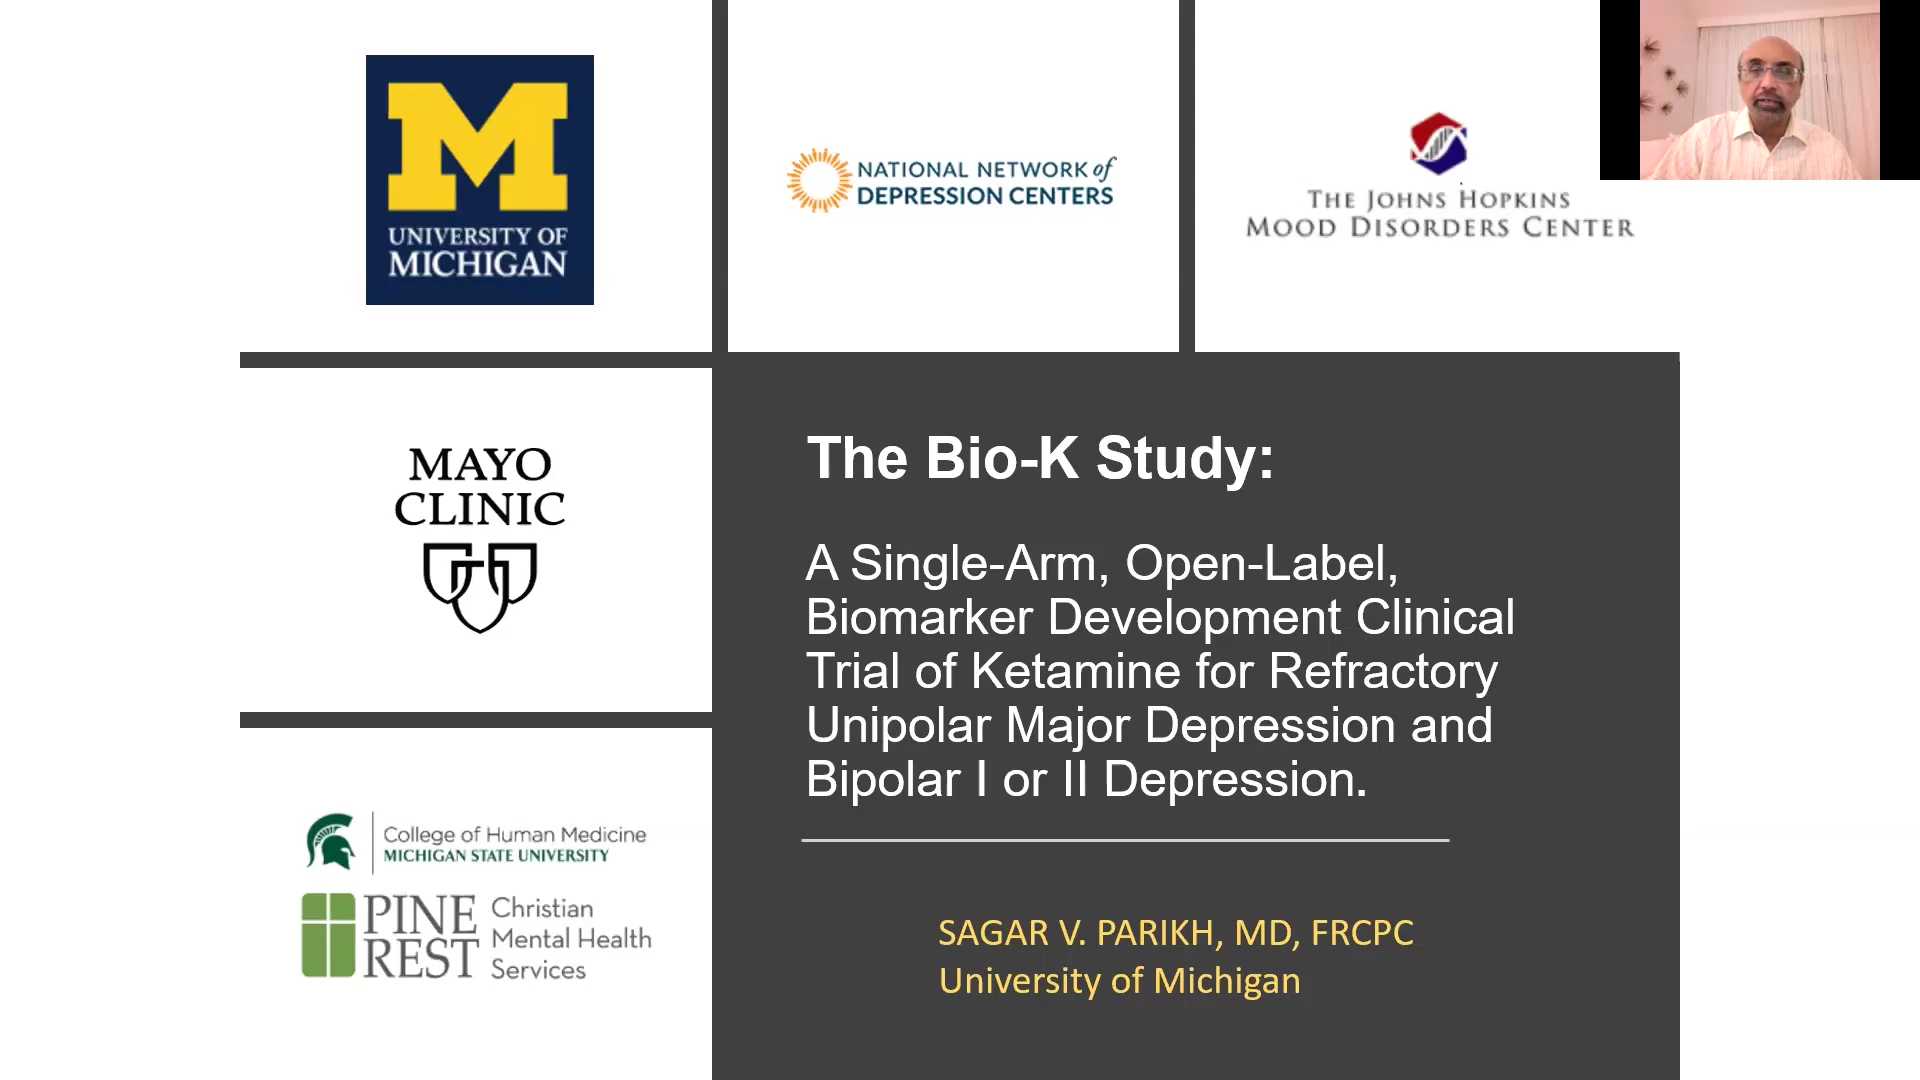 M
UNIVERSITY OF
MICHIGAN
NATIONAL NETWORK of
DEPRESSION CENTERS
THE JOHNS HOPKINS
MOOD DISORDERS CENTER
MAYO
CLINIC
The Bio-K Study:
A Single-Arm, Open-Label,
Biomarker Development Clinical
Trial of Ketamine for Refractory
Unipolar Major Depression and
Bipolar I or II Depression.
College of Human Medicine
MICHIGAN STATE UNIVERSITY
PINE
REST
Christian
Mental Health
Services
SAGAR V. PARIKH, MD, FRCPC
University of Michigan